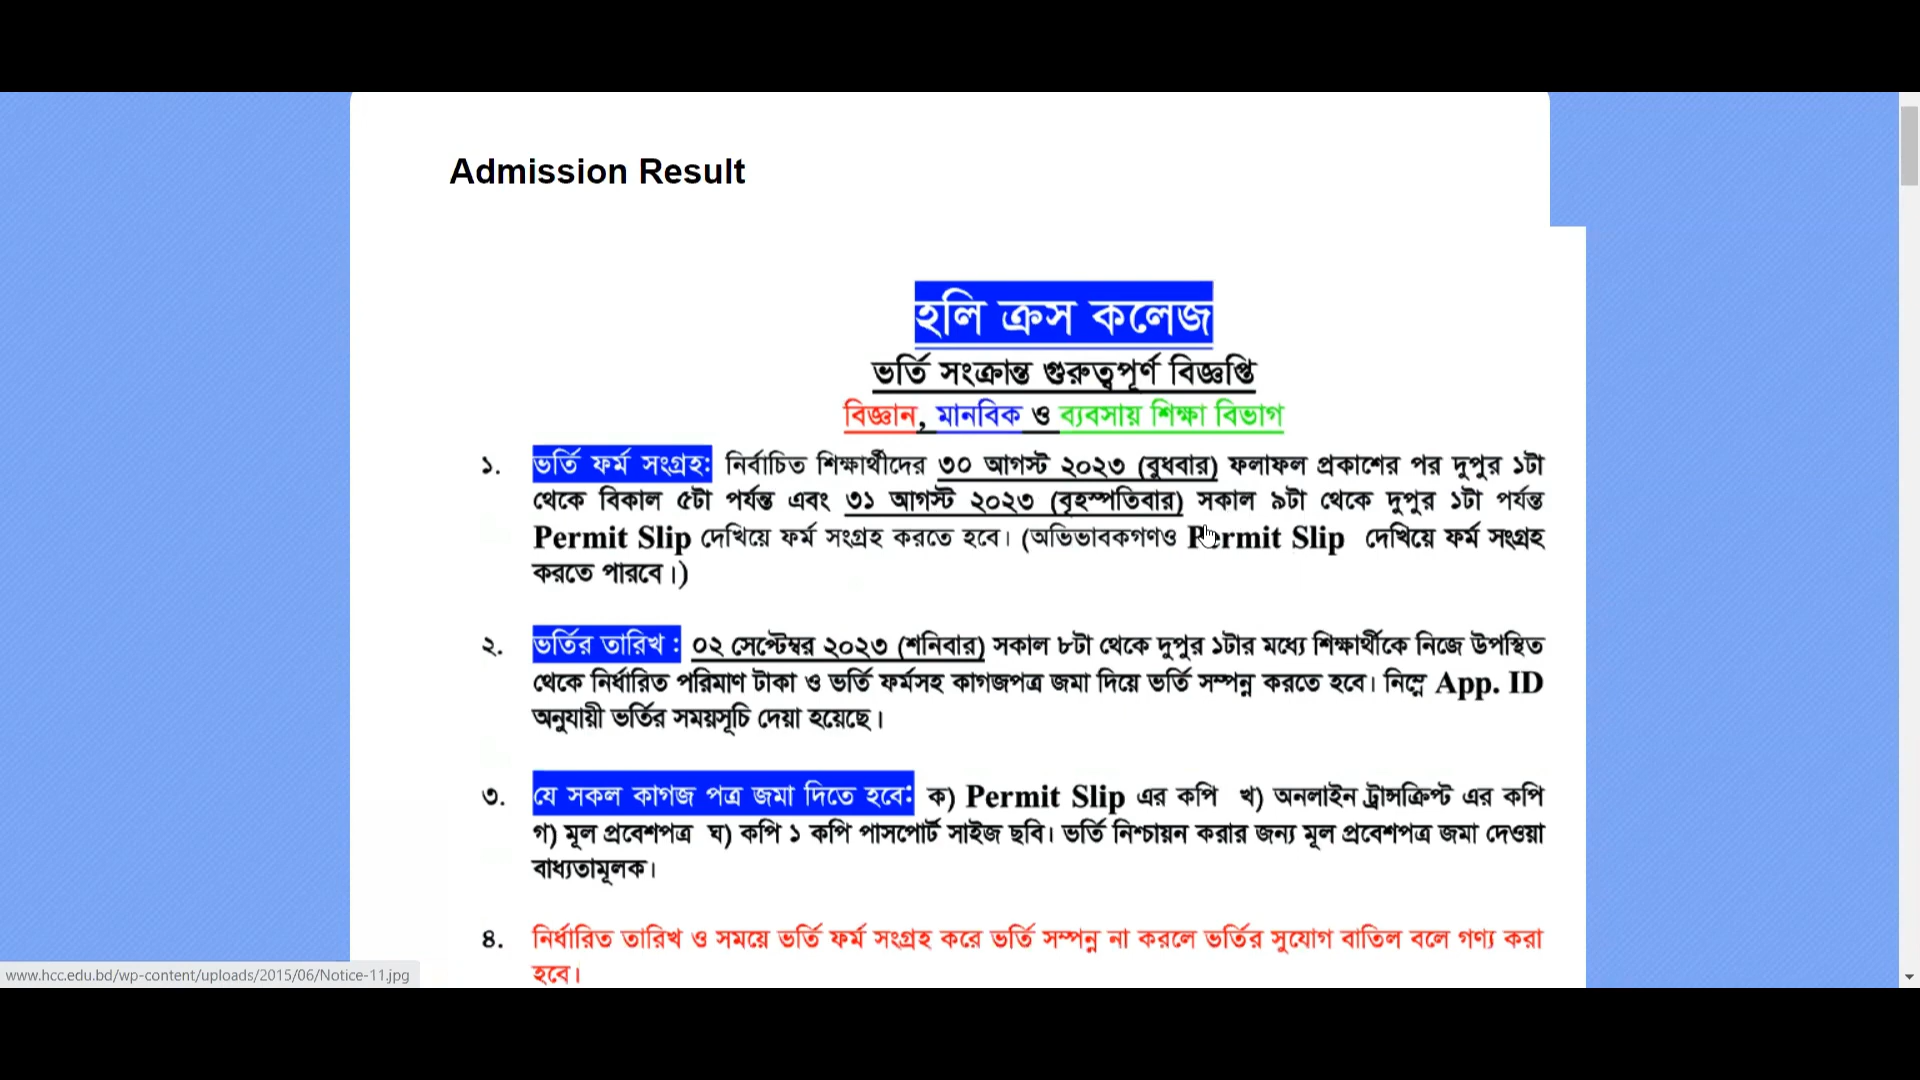 Admission Result
হলি ক্রস কলেজ
ভর্তি সংক্রান্ত গুরুত্বপূর্ণ বিজ্ঞপ্তি
বিজ্ঞান, মানবিক ও ব্যবসায় শিক্ষা বিভাগ
১. ভর্তি ফর্ম সংগ্রহ: নির্বাচিত শিক্ষার্থীদের ৩০ আগস্ট ২০২৩ (বুধবার) ফলাফল প্রকাশের পর দুপুর ১টা
থেকে বিকাল ৫টা পর্যন্ত এবং ৩১ আগস্ট ২০২৩ (বৃহস্পতিবার) সকাল ৯টা থেকে দুপুর ১টা পর্যন্ত
Permit Slip দেখিয়ে ফর্ম সংগ্রহ করতে হবে। (অভিভাবকগণও Permit Slip দেখিয়ে ফর্ম সংগ্রহ
করতে পারবে।)
২. ভর্তির তারিখ : ০২ সেপ্টেম্বর ২০২৩ (শনিবার) সকাল ৮টা থেকে দুপুর ১টার মধ্যে শিক্ষার্থীকে নিজে উপস্থিত
থেকে নির্ধারিত পরিমাণ টাকা ও ভর্তি ফর্মসহ কাগজপত্র জমা দিয়ে ভর্তি সম্পন্ন করতে হবে। নিম্নে App. ID
অনুযায়ী ভর্তির সময়সূচি দেয়া হয়েছে।
৩. যে সকল কাগজ পত্র জমা দিতে হবে: ক) Permit Slip এর কপি খ) অনলাইন ট্রান্সক্রিপ্ট এর কপি
গ) মূল প্রবেশপত্র ঘ) কপি ১ কপি পাসপোর্ট সাইজ ছবি। ভর্তি নিশ্চায়ন করার জন্য মূল প্রবেশপত্র জমা দেওয়া
বাধ্যতামূলক।
৪. নির্ধারিত তারিখ ও সময়ে ভর্তি ফর্ম সংগ্রহ করে ভর্তি সম্পন্ন না করলে ভর্তির সুযোগ বাতিল বলে গণ্য করা
হবে।
www.hcc.edu.bd/wp-content/uploads/2015/06/Notice-11.jpg